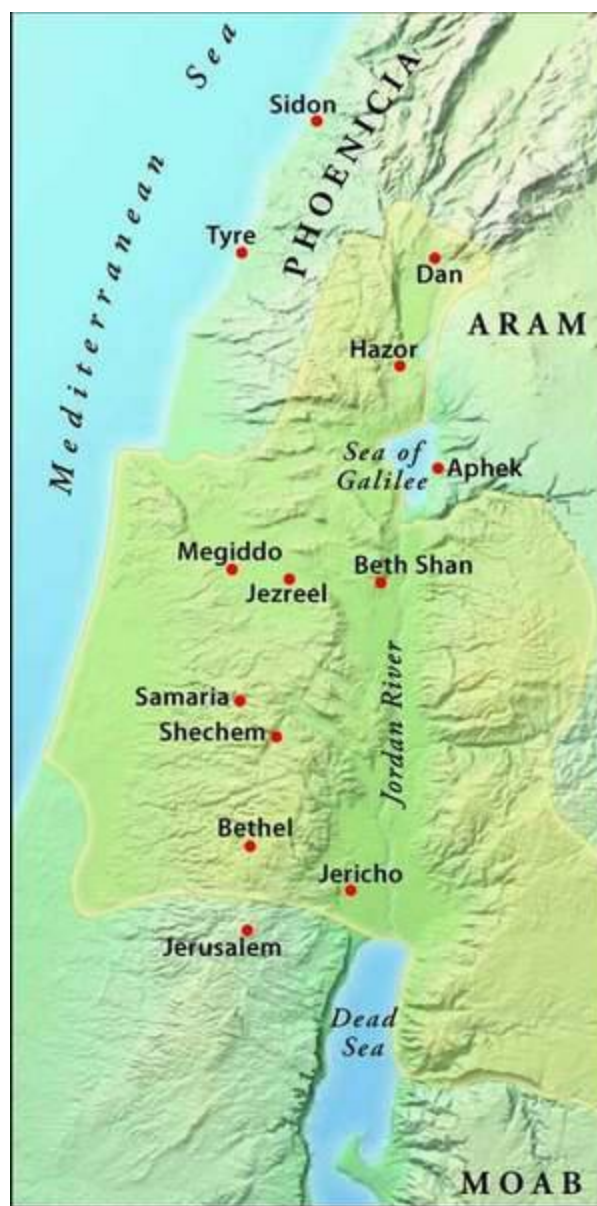 Mediterranean Sea
Sidon
PHOENICIA
Tyre
Dan
ARAM
Hazor
Sea of
Galilee
Aphek
Megiddo
Jezreel
Beth Shan
Jordan River
Samaria
Shechem
Bethel
Jericho
Jerusalem
Dead
Sea
MOAB